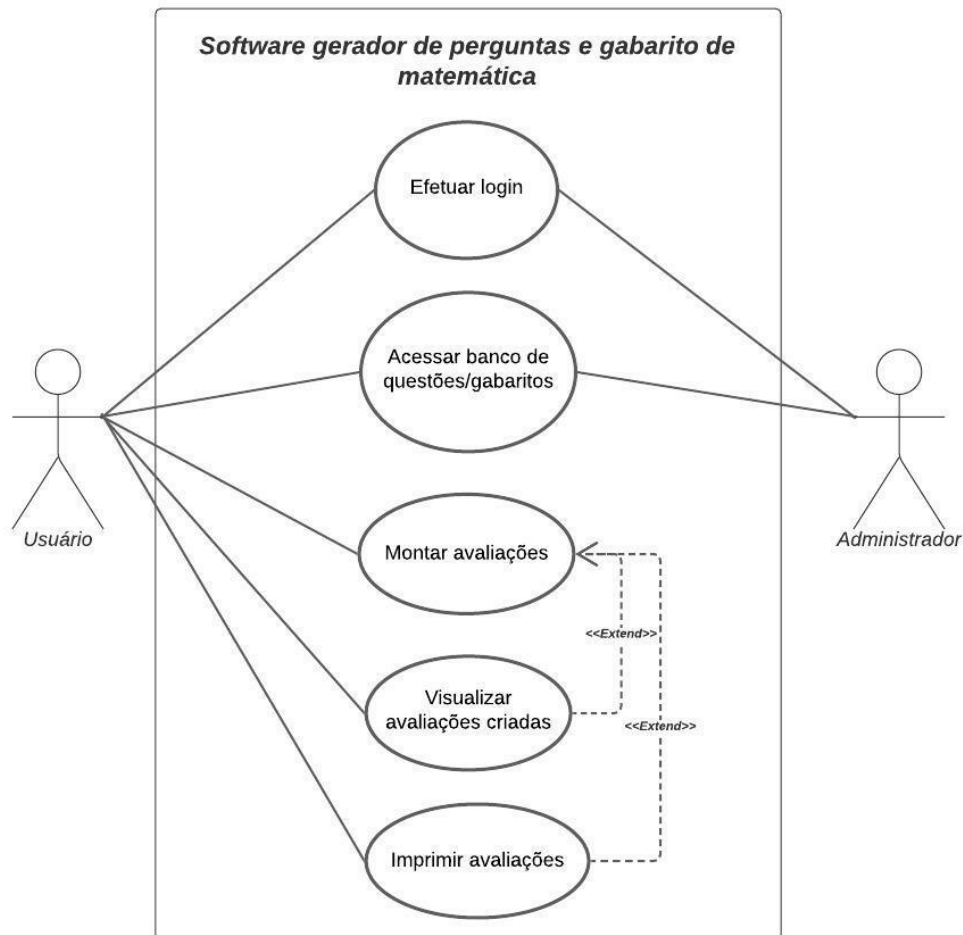 Software gerador de perguntas e gabarito de
matemática
Efetuar login
Acessar banco de
questões/gabaritos
Usuário
Administrador
Montar avaliações
<<Extend>>
Visualizar
avaliações criadas
<<Extend>>
Imprimir avaliações